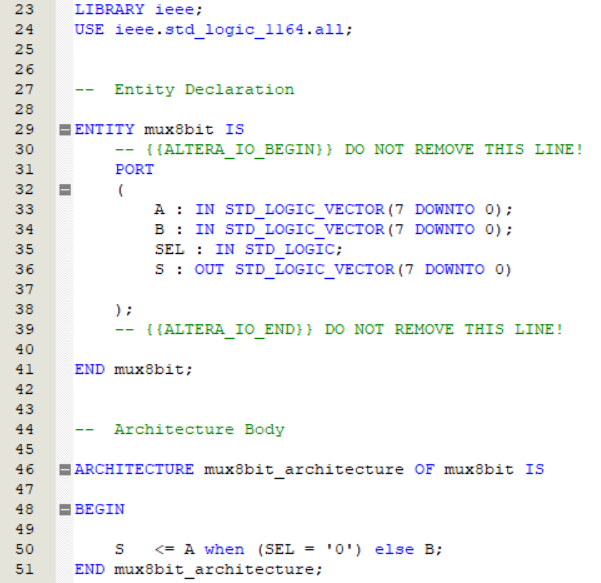 23 LIBRARY ieee;
24 USE ieee.std_logic_1164.all;
25
26
27 -- Entity Declaration
28
29 ENTITY mux8bit IS
30 -- {{ALTERA_IO_BEGIN}} DO NOT REMOVE THIS LINE!
31 PORT
32 (
33 A : IN STD_LOGIC_VECTOR(7 DOWNTO 0);
34 B : IN STD_LOGIC_VECTOR(7 DOWNTO 0);
35 SEL : IN STD_LOGIC;
36 S : OUT STD_LOGIC_VECTOR(7 DOWNTO 0)
37
38 );
39 -- {{ALTERA_IO_END}} DO NOT REMOVE THIS LINE!
40
41 END mux8bit;
42
43
44 -- Architecture Body
45
46 ARCHITECTURE mux8bit_architecture OF mux8bit IS
47
48 BEGIN
49
50 S <= A when (SEL = '0') else B;
51 END mux8bit_architecture;